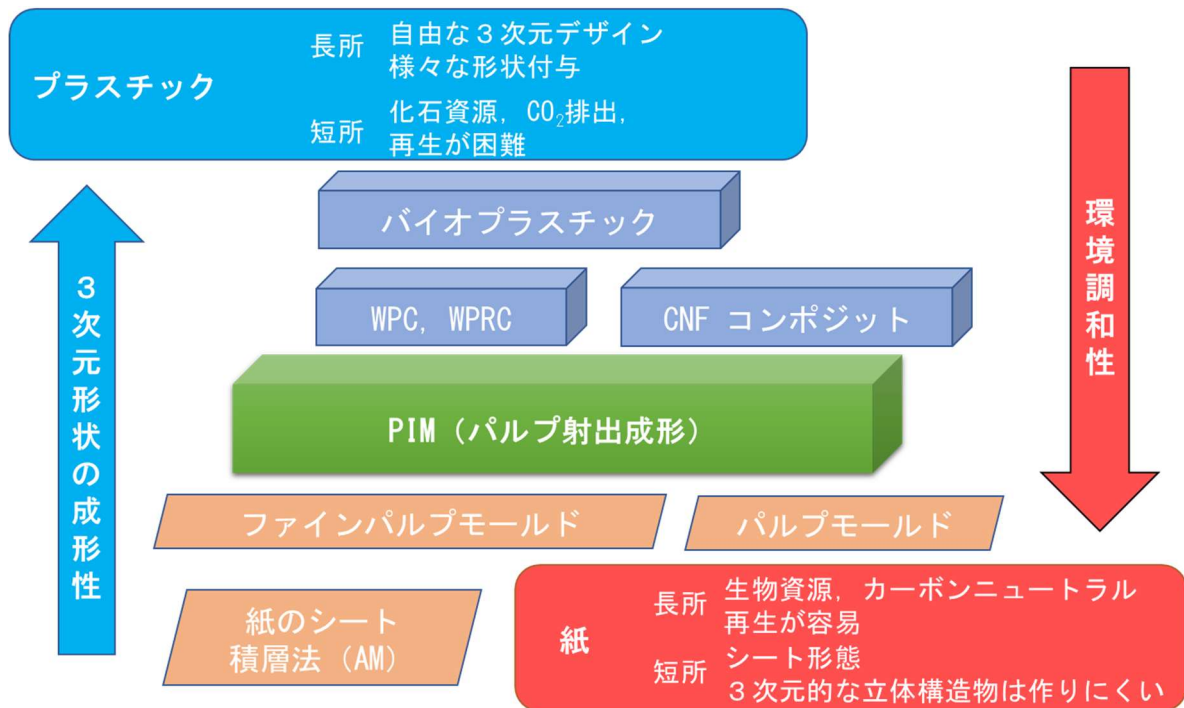 プラスチック
長所
自由な３次元デザイン
様々な形状付与
短所
化石資源, CO₂排出,
再生が困難
バイオプラスチック
WPC, WPRC
CNF コンポジット
PIM (パルプ射出成形)
ファインパルプモールド
パルプモールド
紙のシート
積層法 (AM)
３次元形状の成形性
環境調和性
紙
長所
生物資源, カーボンニュートラル
再生が容易
短所
シート形態
３次元的な立体構造物は作りにくい